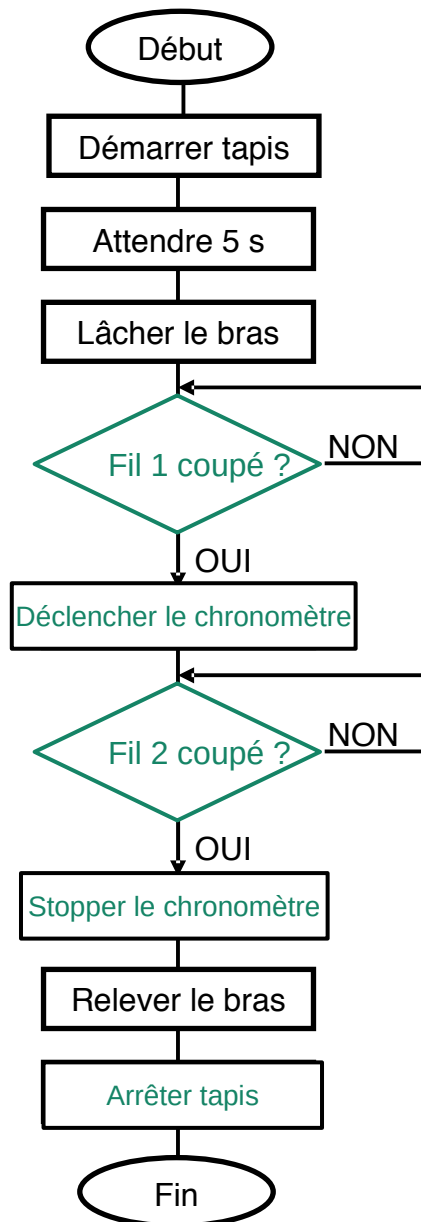 Début
Démarrer tapis
Attendre 5 s
Lâcher le bras
Fil 1 coupé ?
NON
OUI
Déclencher le chronomètre
Fil 2 coupé ?
NON
OUI
Stopper le chronomètre
Relever le bras
Arrêter tapis
Fin